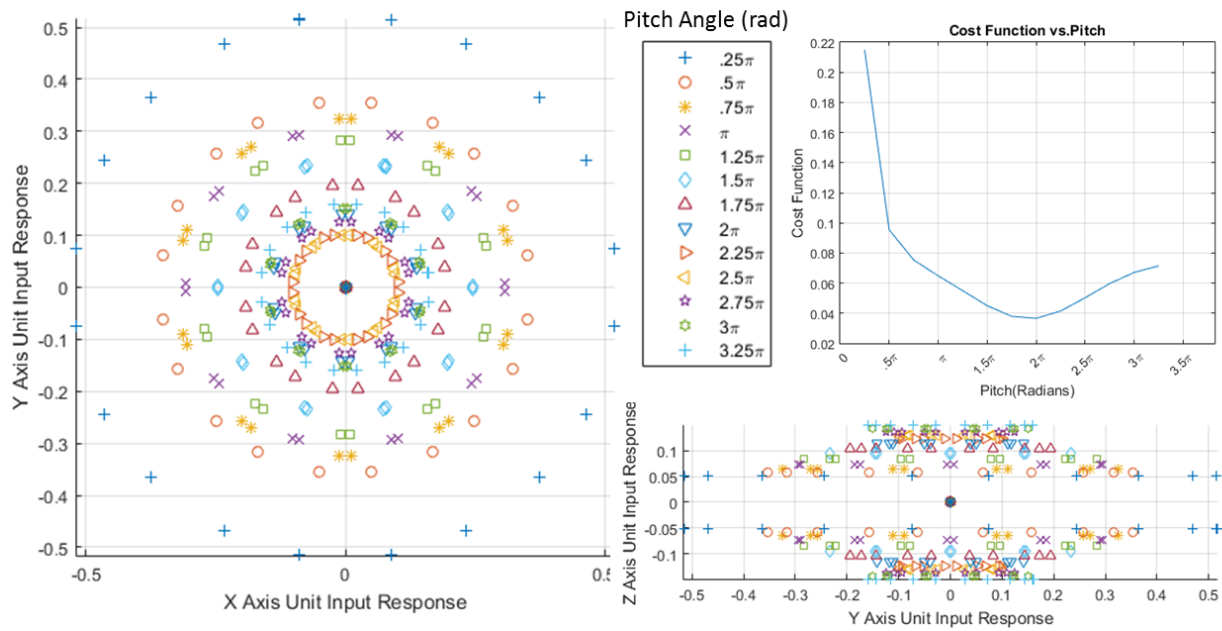 0.5
0.4
0.3
0.2
0.1
0
-0.1
-0.2
-0.3
-0.4
-0.5
Y Axis Unit Input Response
-0.5
0
0.5
X Axis Unit Input Response
Pitch Angle (rad)
.25π
.5π
.75π
π
1.25π
1.5π
1.75π
2π
2.25π
2.5π
2.75π
3π
3.25π
Cost Function vs.Pitch
0.22
0.2
0.18
0.16
0.14
0.12
0.10
0.08
0.06
0.04
0.02
Cost Function
0
.5π
π
1.5π
2π
2.5π
3π
3.5π
Pitch(Radians)
Z Axis Unit Input Response
0.1
0.05
0
-0.05
-0.1
-0.5
-0.4
-0.3
-0.2
-0.1
0
0.1
0.2
0.3
0.4
0.5
Y Axis Unit Input Response